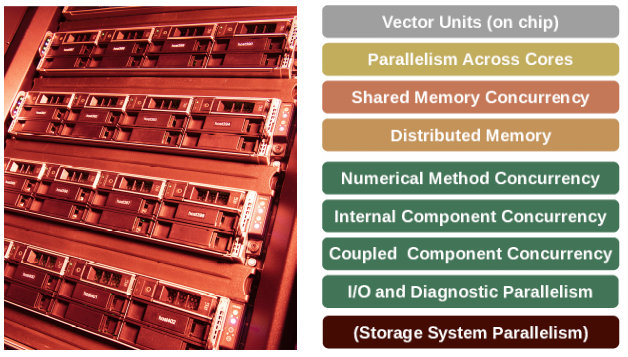 Vector Units (on chip)
Parallelism Across Cores
Shared Memory Concurrency
Distributed Memory
Numerical Method Concurrency
Internal Component Concurrency
Coupled Component Concurrency
I/O and Diagnostic Parallelism
(Storage System Parallelism)
host402